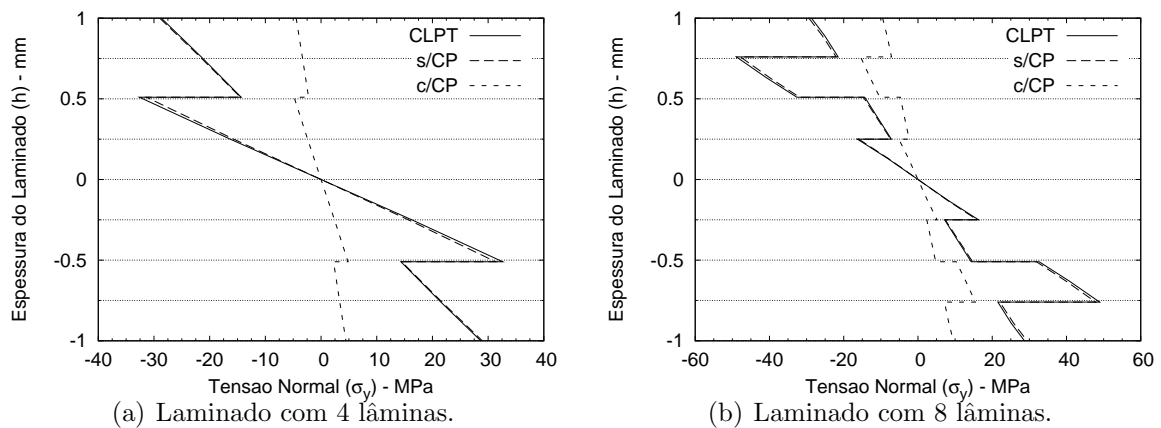 1
0.5
0
-0.5
-1
-40
-30
-20
-10
0
10
20
30
40
Espessura do Laminado (h) - mm
Tensao Normal (σy) - MPa
CLPT
s/CP
c/CP
(a) Laminado com 4 lâminas.
1
0.5
0
-0.5
-1
-60
-40
-20
0
20
40
60
Espessura do Laminado (h) - mm
Tensao Normal (σy) - MPa
CLPT
s/CP
c/CP
(b) Laminado com 8 lâminas.